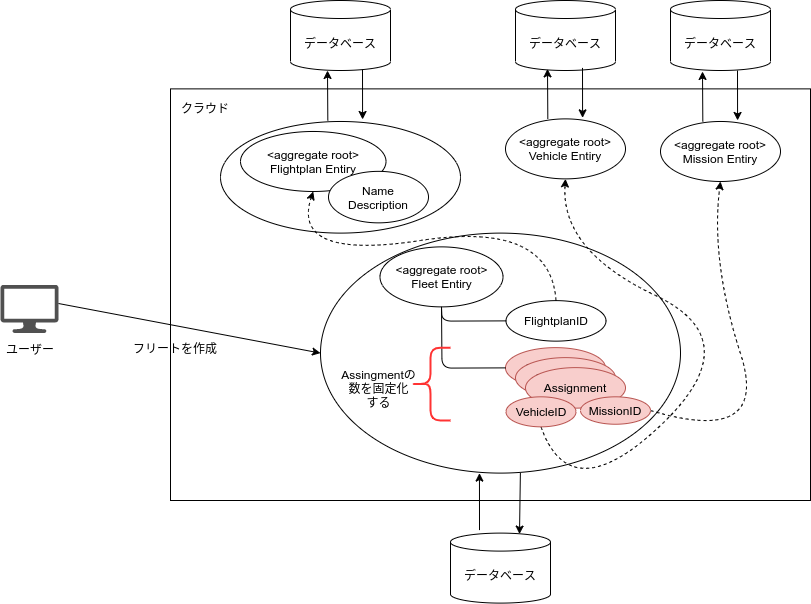 データベース
データベース
データベース
クラウド
<aggregate root>
Flightplan Entiry
Name
Description
<aggregate root>
Vehicle Entiry
<aggregate root>
Mission Entiry
<aggregate root>
Fleet Entiry
FlightplanID
ユーザー
フリートを作成
Assingmentの
数を固定化
する
Assignment
VehicleID
MissionID
データベース